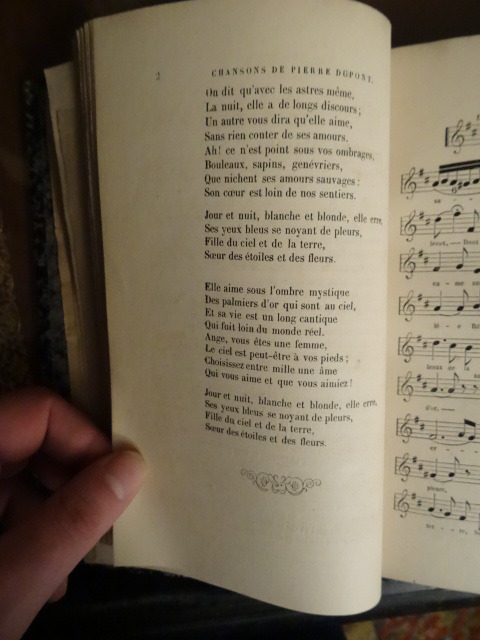 2
CHANSONS DE PIERRE DUPONT.
On dit qu'avec les astres même,
La nuit, elle a de longs discours;
Un autre vous dira qu'elle aime,
Sans rien conter de ses amours.
Ah! ce n'est point sous vos ombrages,
Bouleaux, sapins, genévriers,
Que nichent ses amours sauvages:
Son cœur est loin de nos sentiers.
Jour et nuit, blanche et blonde, elle erre,
Ses yeux bleus se noyant de pleurs,
Fille du ciel et de la terre,
Sœur des étoiles et des fleurs.
Elle aime sous l'ombre mystique
Des palmiers d'or qui sont au ciel,
Et sa vie est un long cantique
Qui fuit loin du monde réel.
Ange, vous êtes une femme,
Le ciel est peut-être à vos pieds;
Choisissez entre mille une âme
Qui vous aime et que vous aimiez!
Jour et nuit, blanche et blonde, elle erre,
Ses yeux bleus se noyant de pleurs,
Fille du ciel et de la terre,
Sœur des étoiles et des fleurs.
d'or, —
pleurs,